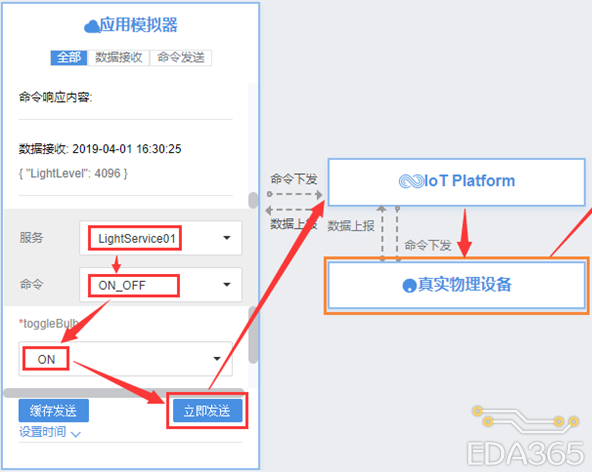 应用模拟器
全部 数据接收 命令发送
命令响应内容:
数据接收: 2019-04-01 16:30:25
{ "LightLevel": 4096 }
服务 LightService01
命令 ON_OFF
*toggleBulb
ON
缓存发送 立即发送
设置时间
命令下发
数据上报
IoT Platform
数据上报
命令下发
真实物理设备
EDA365